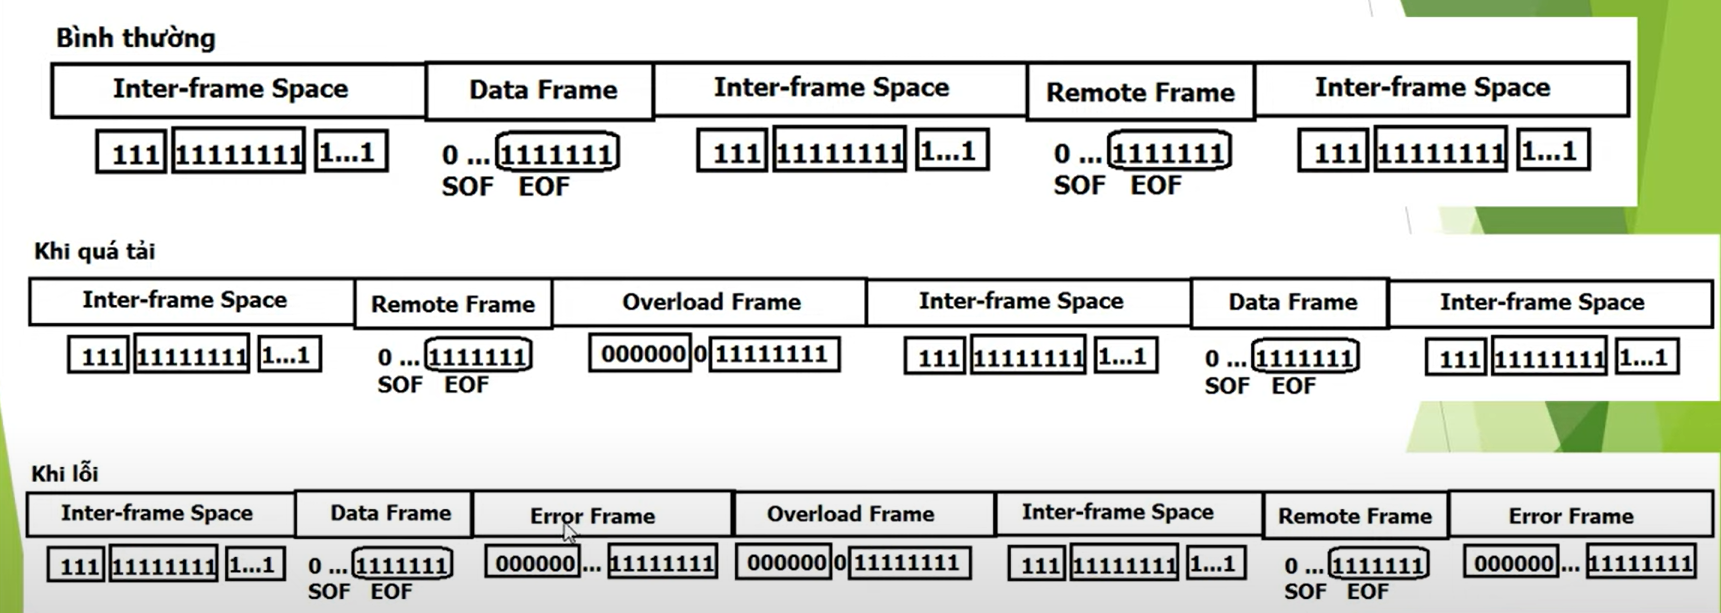 Bình thường
Inter-frame Space Data Frame Inter-frame Space Remote Frame Inter-frame Space
111 11111111 1...1 0 ... 1111111 111 11111111 1...1 0 ... 1111111 111 11111111 1...1
SOF EOF SOF EOF
Khi quá tải
Inter-frame Space Remote Frame Overload Frame Inter-frame Space Data Frame Inter-frame Space
111 11111111 1...1 0 ... 1111111 000000 0 11111111 111 11111111 1...1 0 ... 1111111 111 11111111 1...1
SOF EOF SOF EOF
Khi lỗi
Inter-frame Space Data Frame Error Frame Overload Frame Inter-frame Space Remote Frame Error Frame
111 11111111 1...1 0 ... 1111111 000000 ... 11111111 000000 0 11111111 111 11111111 1...1 0 ... 1111111 000000 ... 11111111
SOF EOF SOF EOF